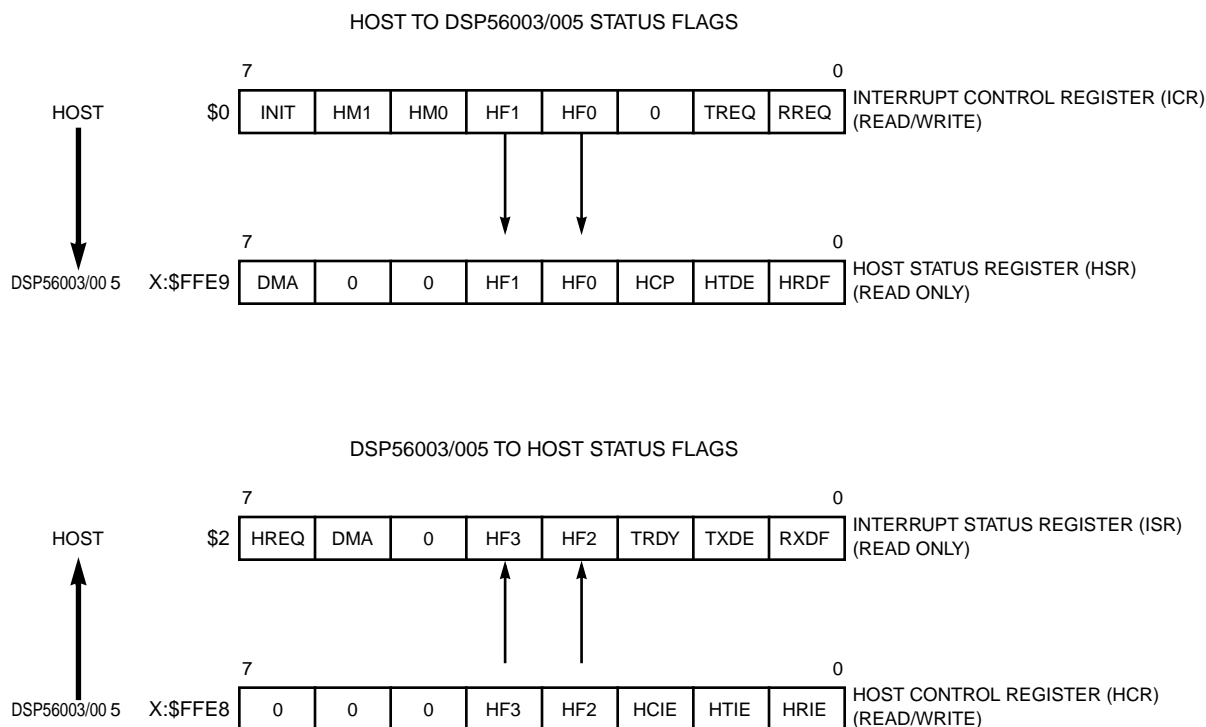 HOST TO DSP56003/005 STATUS FLAGS
7 0
HOST $0 INIT HM1 HM0 HF1 HF0 0 TREQ RREQ INTERRUPT CONTROL REGISTER (ICR)
(READ/WRITE)
7 0
DSP56003/00 5 X:$FFE9 DMA 0 0 HF1 HF0 HCP HTDE HRDF HOST STATUS REGISTER (HSR)
(READ ONLY)
DSP56003/005 TO HOST STATUS FLAGS
7 0
HOST $2 HREQ DMA 0 HF3 HF2 TRDY TXDE RXDF INTERRUPT STATUS REGISTER (ISR)
(READ ONLY)
7 0
DSP56003/00 5 X:$FFE8 0 0 0 HF3 HF2 HCIE HTIE HRIE HOST CONTROL REGISTER (HCR)
(READ/WRITE)